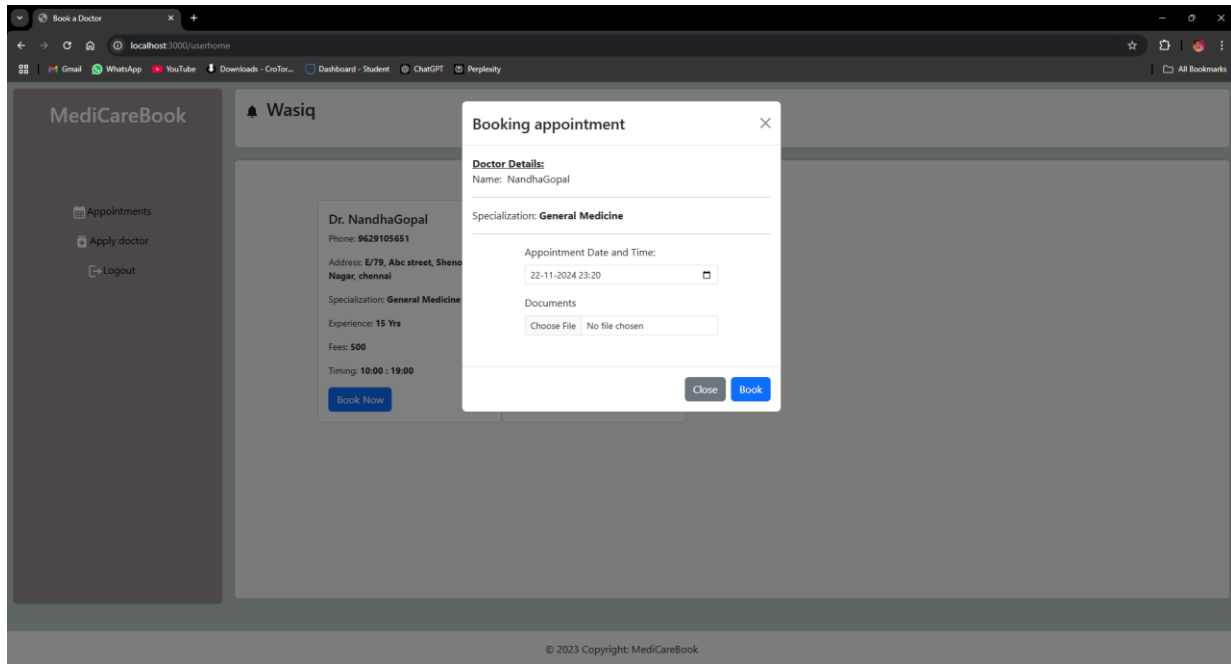 Book a Doctor
localhost:3000/userhome
Gmail WhatsApp YouTube Downloads - CroTor... Dashboard - Student ChatGPT Perplexity All Bookmarks
MediCareBook
Appointments
Apply doctor
Logout
Wasiq
Dr. NandhaGopal
Phone: 9629105651
Address: E/79, Abc street, Sheno
Nagar, chennai
Specialization: General Medicine
Experience: 15 Yrs
Fees: 500
Timing: 10:00 : 19:00
Book Now
Booking appointment
Doctor Details:
Name: NandhaGopal
Specialization: General Medicine
Appointment Date and Time:
22-11-2024 23:20
Documents
Choose File No file chosen
Close Book
© 2023 Copyright: MediCareBook